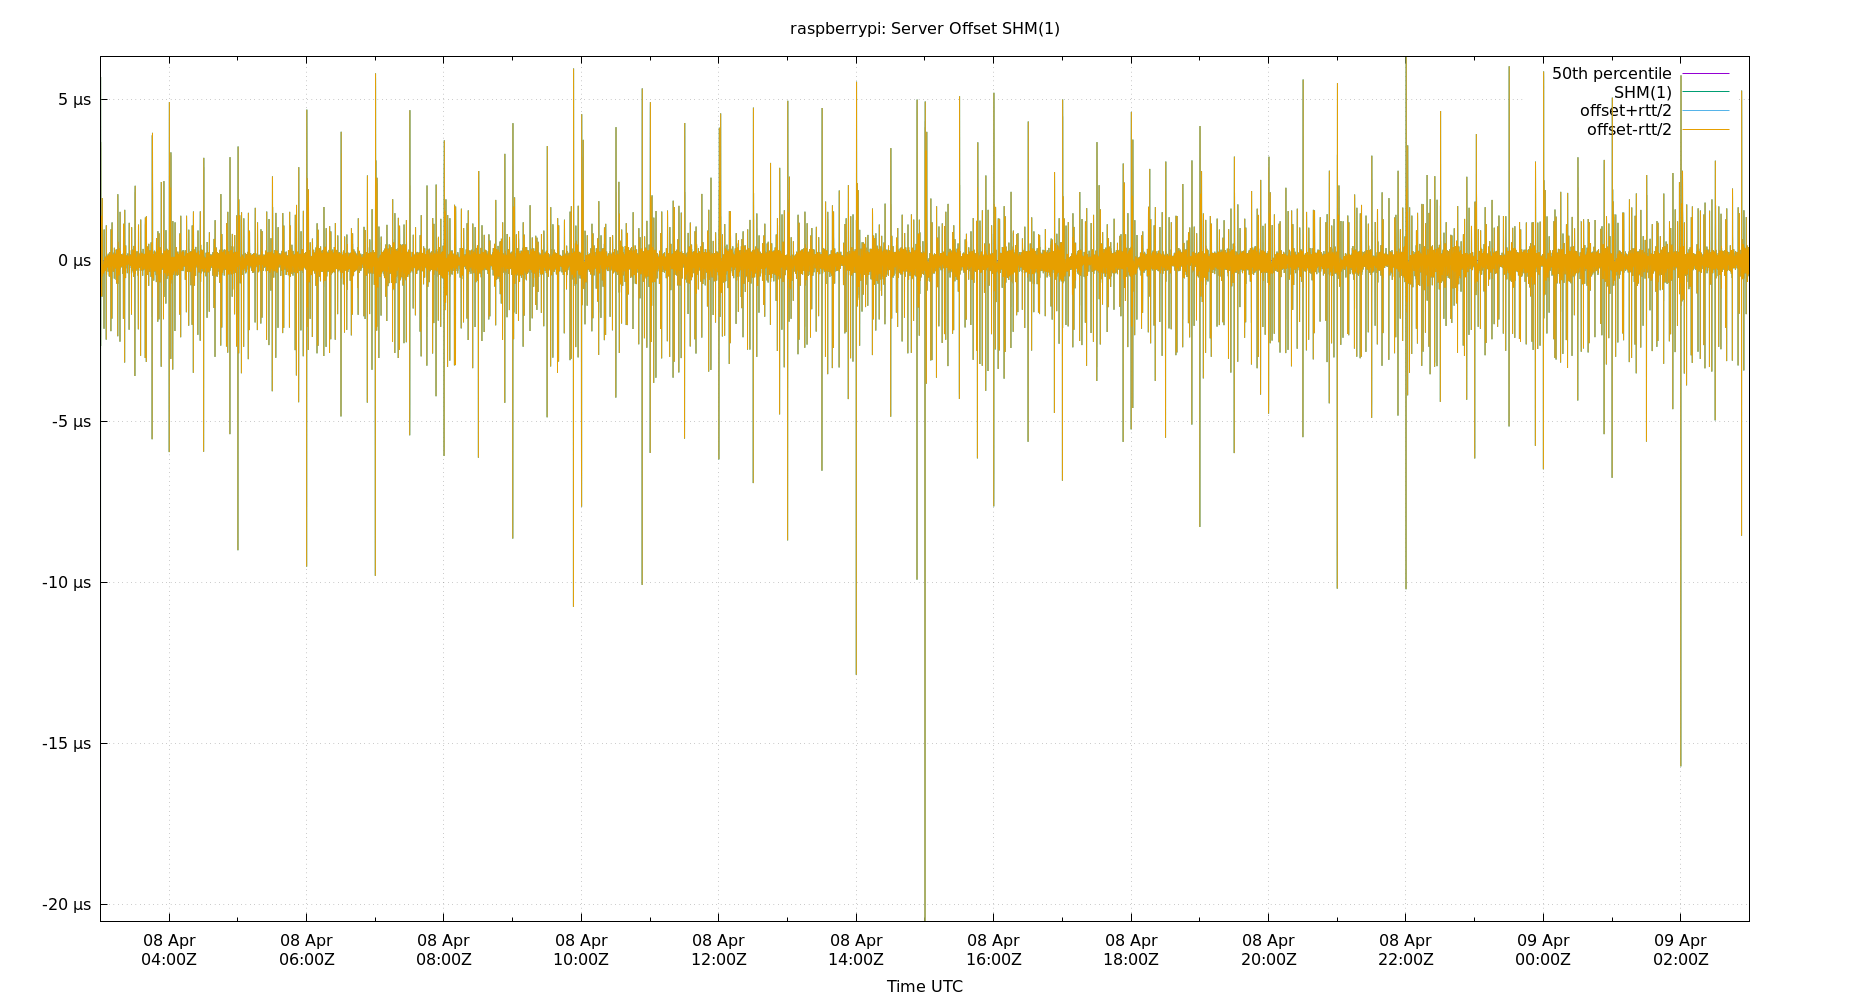 raspberrypi: Server Offset SHM(1)
50th percentile
SHM(1)
offset+rtt/2
offset-rtt/2
5 µs
0 µs
-5 µs
-10 µs
-15 µs
-20 µs
08 Apr 08 Apr 08 Apr 08 Apr 08 Apr 08 Apr 08 Apr 08 Apr 08 Apr 08 Apr 09 Apr 09 Apr
04:00Z 06:00Z 08:00Z 10:00Z 12:00Z 14:00Z 16:00Z 18:00Z 20:00Z 22:00Z 00:00Z 02:00Z
Time UTC